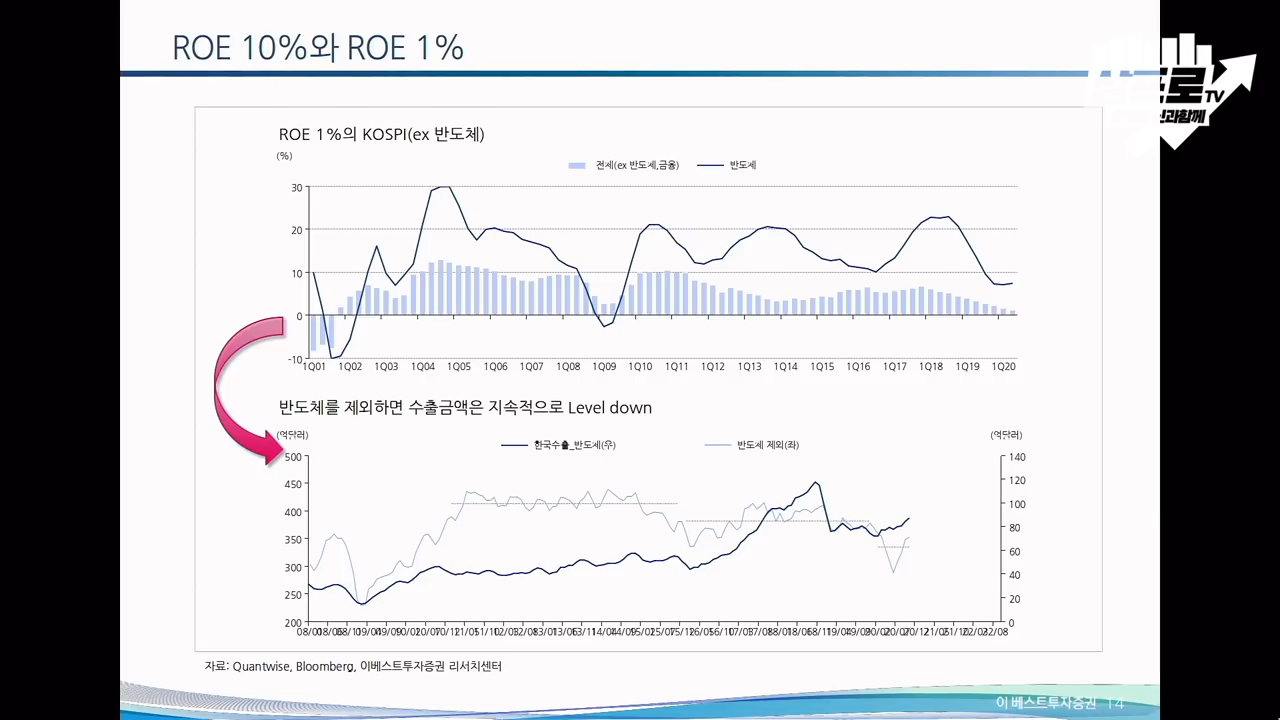 ROE 10%와 ROE 1%
TV
신과함께
ROE 1%의 KOSPI(ex 반도체)
(%)
전체(ex 반도체,금융) 반도체
30
20
10
0
-10
1Q01 1Q02 1Q03 1Q04 1Q05 1Q06 1Q07 1Q08 1Q09 1Q10 1Q11 1Q12 1Q13 1Q14 1Q15 1Q16 1Q17 1Q18 1Q19 1Q20
반도체를 제외하면 수출금액은 지속적으로 Level down
(억달러) (억달러)
한국수출_반도체(우) 반도체 제외(좌)
500 140
450 120
400 100
350 80
300 60
250 40
200 20
0
자료: Quantwise, Bloomberg, 이베스트투자증권 리서치센터
이베스트투자증권 14